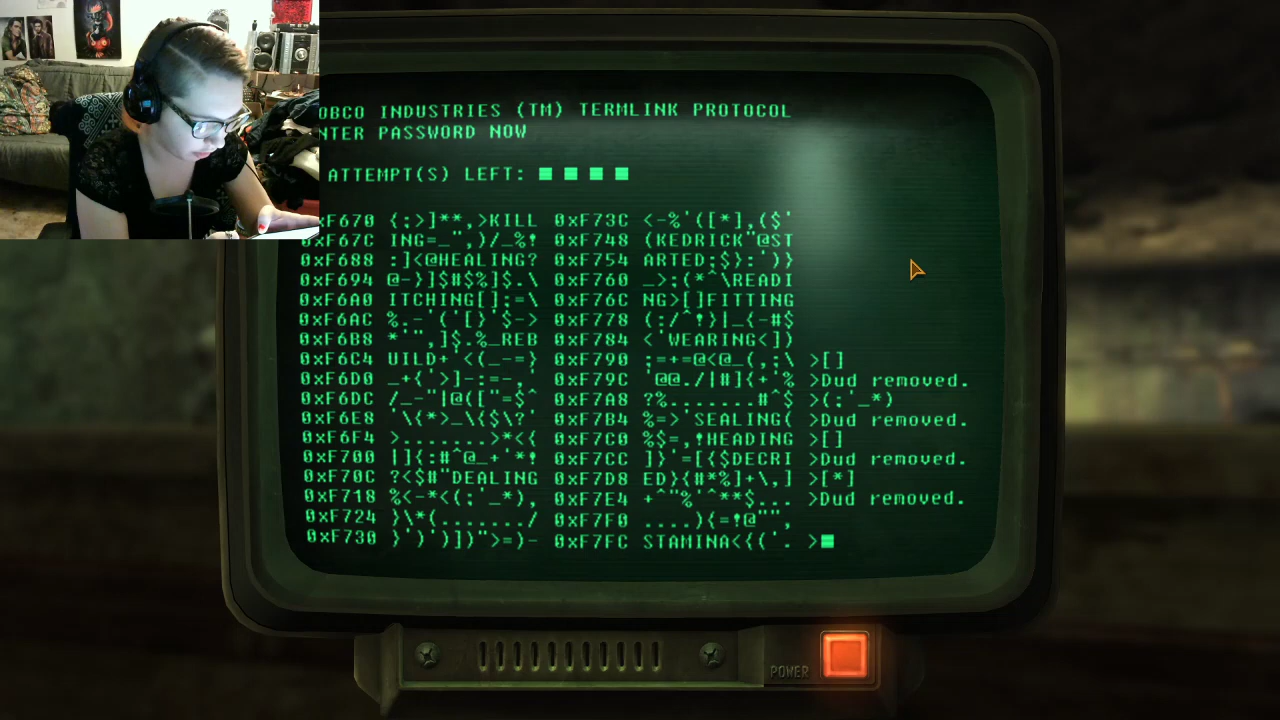 OBCO INDUSTRIES (TM) TERMLINK PROTOCOL
NTER PASSWORD NOW
ATTEMPT(S) LEFT: ■ ■ ■ ■
xF670 {;>]**,>KILL 0xF73C <-%'([*],($'
0xF67C ING=_",)/_%! 0xF748 (KEDRICK"@ST
0xF688 :]<@HEALING? 0xF754 ARTED;$}:')}
0xF694 @-}]$#$%]$.\ 0xF760 _>;(*^\READI
0xF6A0 ITCHING[];=\ 0xF76C NG>[]FITTING
0xF6AC %.-'('[}'$-> 0xF778 (:/^!}|_{-#$
0xF6B8 *'",]$.%_REB 0xF784 <'WEARING<])
0xF6C4 UILD+'<(_-=} 0xF790 ;=+=@<@_(,:\ >[]
0xF6D0 _+{'>]-:=-,' 0xF79C '@@./|#]{+'% >Dud removed.
0xF6DC /_-"|@(["=$^ 0xF7A8 ?%.......#^$ >(;'_*)
0xF6E8 '\{*>_\{$\?' 0xF7B4 %=>'SEALING( >Dud removed.
0xF6F4 >.......>*<{ 0xF7C0 %$=,!HEADING >[]
0xF700 |]{:#^@_+'*! 0xF7CC ]}'=[{$DECRI >Dud removed.
0xF70C ?<$#"DEALING 0xF7D8 ED}{#*%]+\,] >[*]
0xF718 %<-*<(;'_*), 0xF7E4 +^"%'^**$... >Dud removed.
0xF724 }\*(......./ 0xF7F0 ....){=!@"",
0xF730 }')')])">=)- 0xF7FC STAMINA<{('. >■
POWER